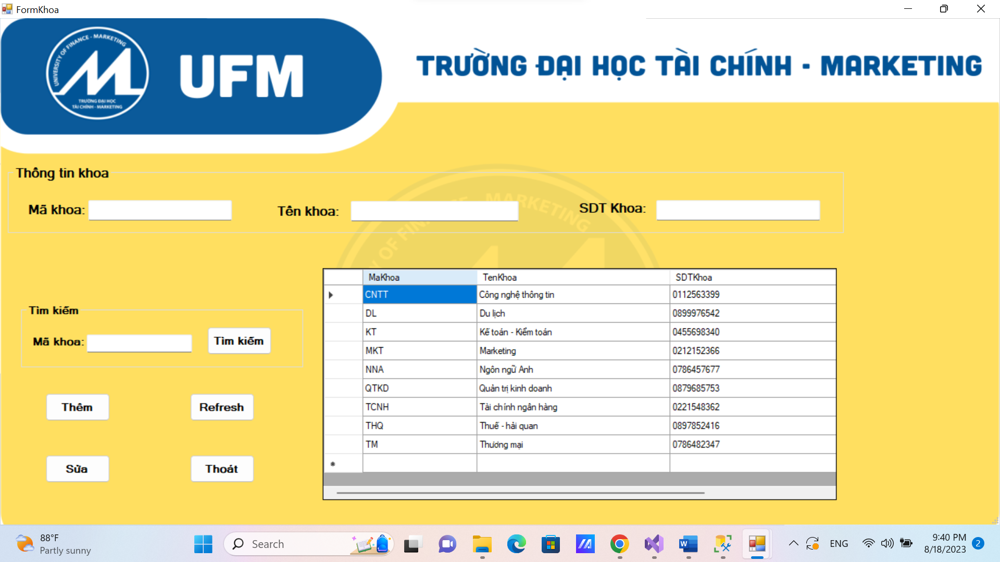 FormKhoa
UNIVERSITY OF FINANCE - MARKETING
TRƯỜNG ĐẠI HỌC
TÀI CHÍNH - MARKETING
UFM
TRƯỜNG ĐẠI HỌC TÀI CHÍNH - MARKETING
Thông tin khoa
Mã khoa:
Tên khoa:
SDT Khoa:
OF FINANCE - MARKETING
MaKhoa TenKhoa SDTKhoa
CNTT Công nghệ thông tin 0112563399
DL Du lịch 0899976542
KT Kế toán - Kiểm toán 0455698340
MKT Marketing 0212152366
NNA Ngôn ngữ Anh 0786457677
QTKD Quản trị kinh doanh 0879685753
TCNH Tài chính ngân hàng 0221548362
THQ Thuế - hải quan 0897852416
TM Thương mại 0786482347
Tìm kiếm
Mã khoa:
Tìm kiếm
Thêm
Refresh
Sửa
Thoát
88°F
Partly sunny
Search
ENG
9:40 PM
8/18/2023
2